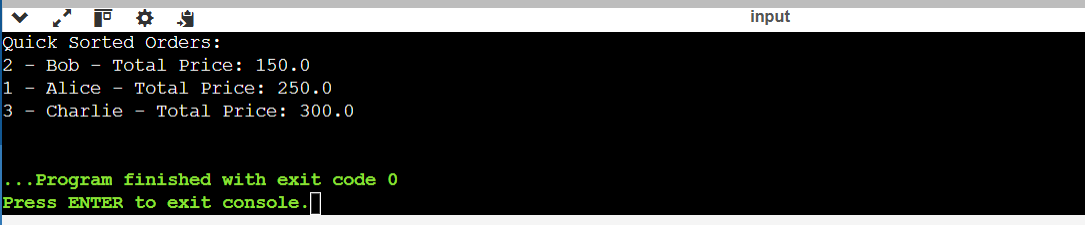 input
Quick Sorted Orders:
2 - Bob - Total Price: 150.0
1 - Alice - Total Price: 250.0
3 - Charlie - Total Price: 300.0
...Program finished with exit code 0
Press ENTER to exit console.